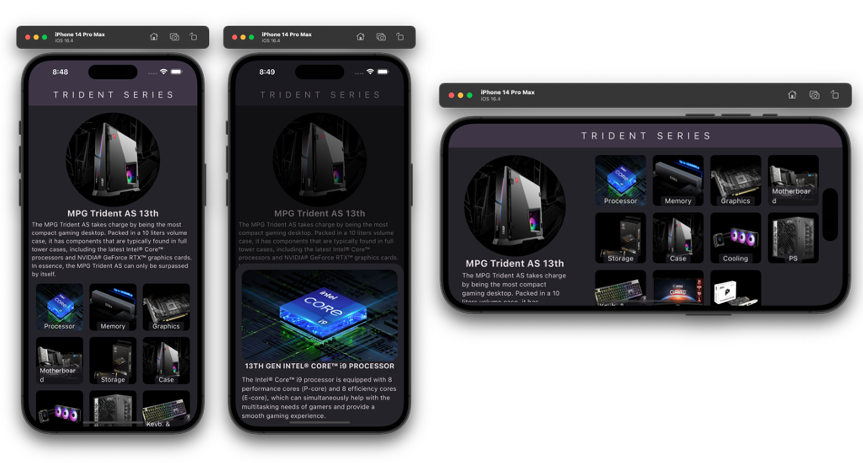 iPhone 14 Pro Max
iOS 16.4
8:48
TRIDENT SERIES
MPG Trident AS 13th
The MPG Trident AS takes charge by being the most
compact gaming desktop. Packed in a 10 liters volume
case, it has components that are typically found in full
tower cases, including the latest Intel® Core™
processors and NVIDIA® GeForce RTX™ graphics cards.
In essence, the MPG Trident AS can only be surpassed
by itself.
Processor
Memory
Graphics
Motherboar
d
Storage
Case
Keyb. &
iPhone 14 Pro Max
iOS 16.4
8:49
TRIDENT SERIES
MPG Trident AS 13th
The MPG Trident AS takes charge by being the most
compact gaming desktop. Packed in a 10 liters volume
case, it has components that are typically found in full
tower cases, including the latest Intel® Core™
processors and NVIDIA® GeForce RTX™ graphics cards.
intel
CORE
i9
13TH GEN INTEL® CORE™ i9 PROCESSOR
The Intel® Core™ i9 processor is equipped with 8
performance cores (P-core) and 8 efficiency cores
(E-core), which can simultaneously help with the
multitasking needs of gamers and provide a
smooth gaming experience.
iPhone 14 Pro Max
iOS 16.4
TRIDENT SERIES
MPG Trident AS 13th
The MPG Trident AS takes charge
by being the most compact
gaming desktop. Packed in a 10
liters volume case, it has
Processor
Memory
Graphics
Motherboar
d
Storage
Case
Cooling
PS